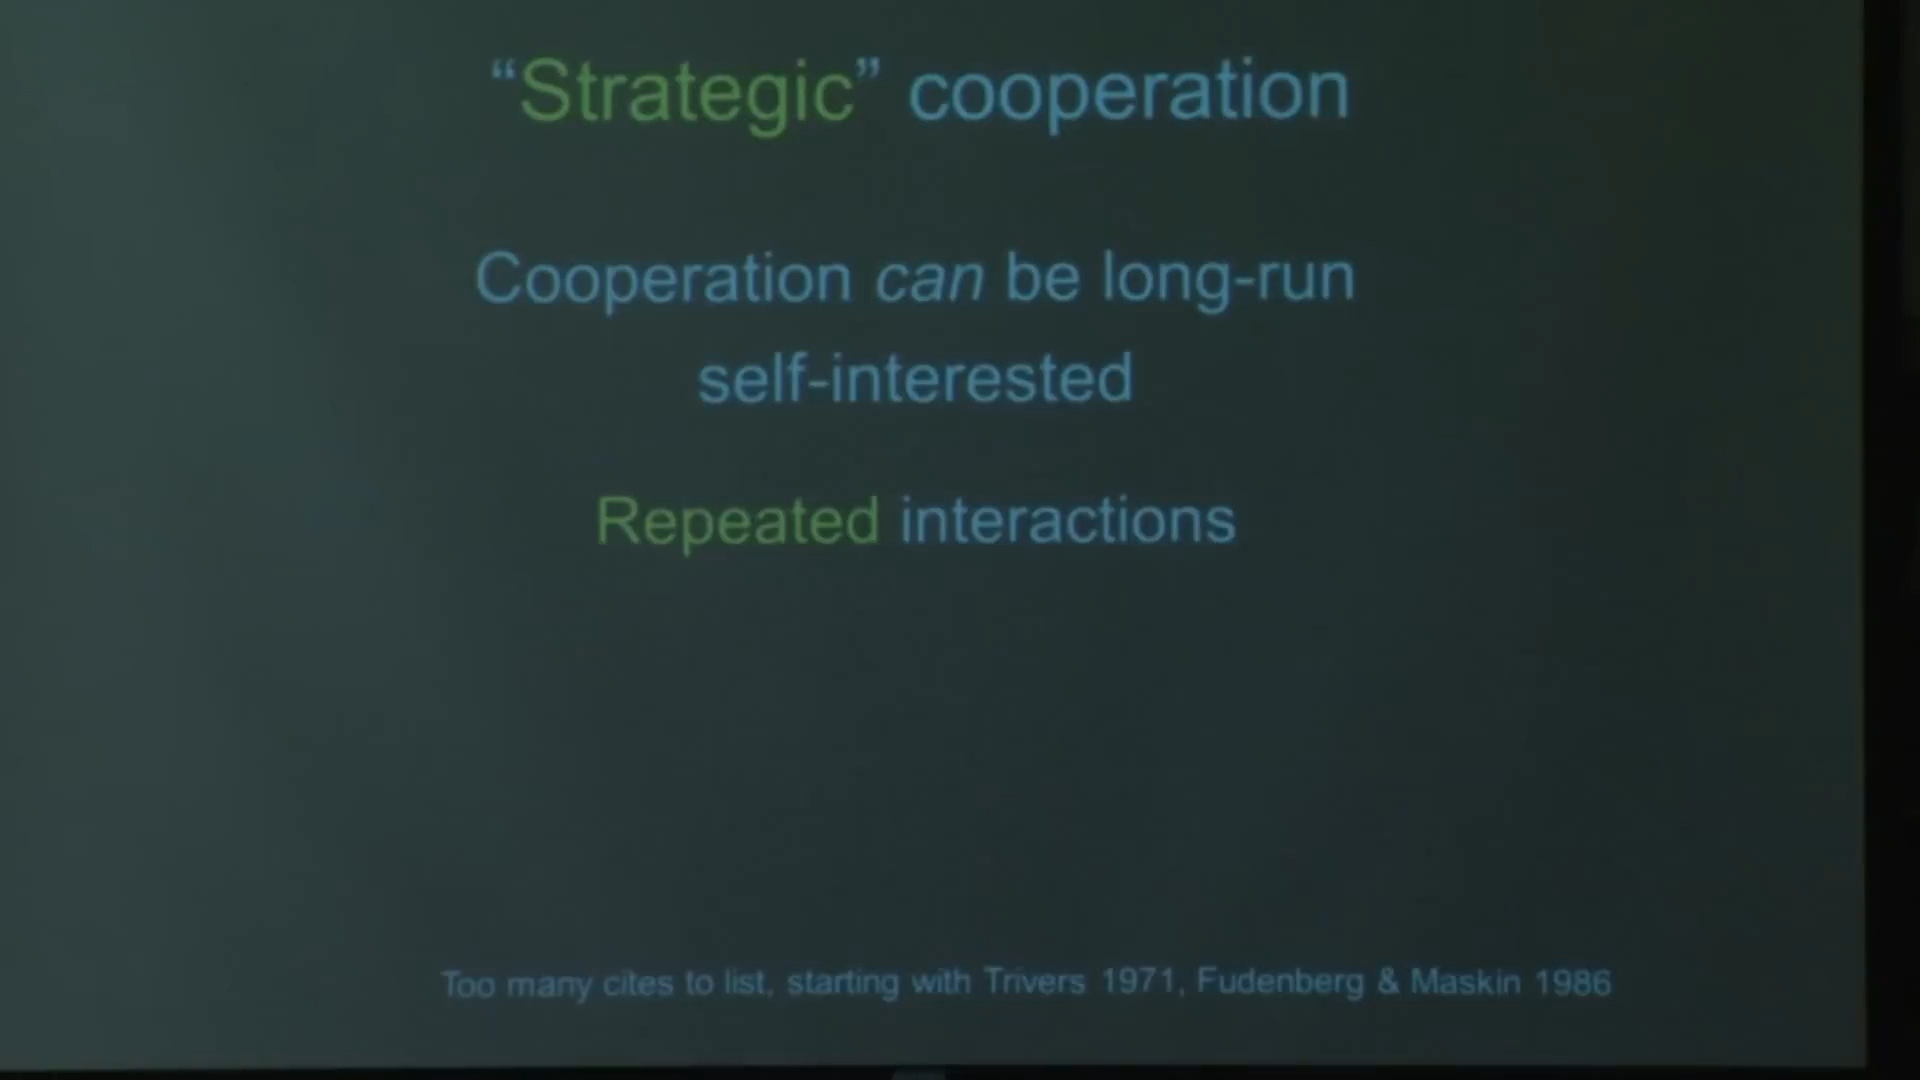 “Strategic” cooperation
Cooperation can be long-run
self-interested
Repeated interactions
Too many cites to list, starting with Trivers 1971, Fudenberg & Maskin 1986